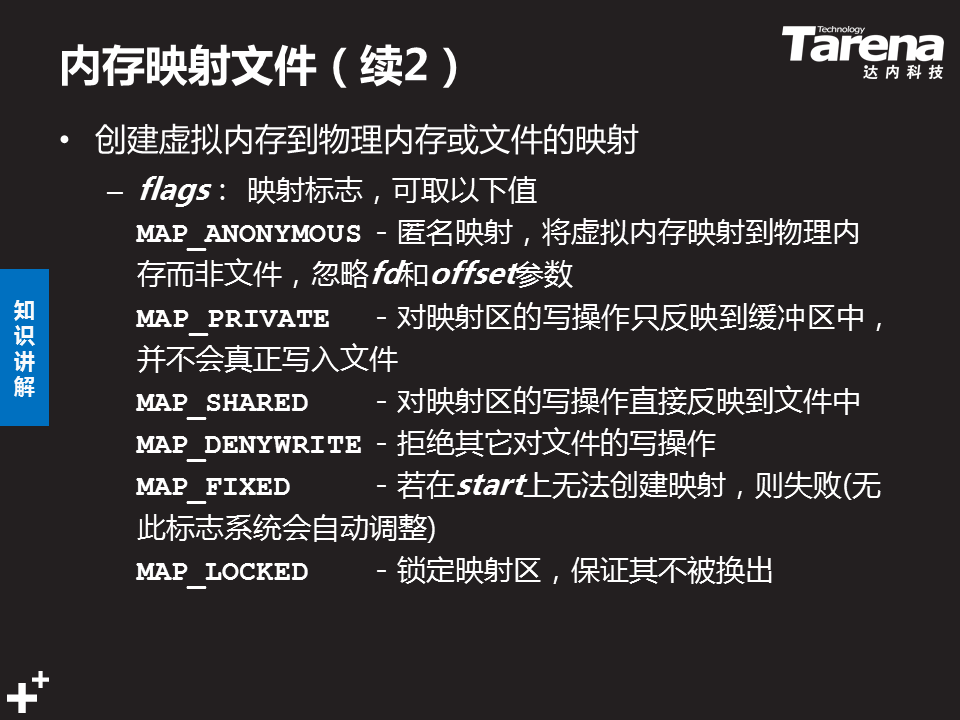 内存映射文件（续2）
Technology
Tarena
达内科技
• 创建虚拟内存到物理内存或文件的映射
– flags： 映射标志，可取以下值
MAP_ANONYMOUS - 匿名映射，将虚拟内存映射到物理内
存而非文件，忽略fd和offset参数
MAP_PRIVATE - 对映射区的写操作只反映到缓冲区中，
并不会真正写入文件
MAP_SHARED - 对映射区的写操作直接反映到文件中
MAP_DENYWRITE - 拒绝其它对文件的写操作
MAP_FIXED - 若在start上无法创建映射，则失败(无
此标志系统会自动调整)
MAP_LOCKED - 锁定映射区，保证其不被换出
知
识
讲
解